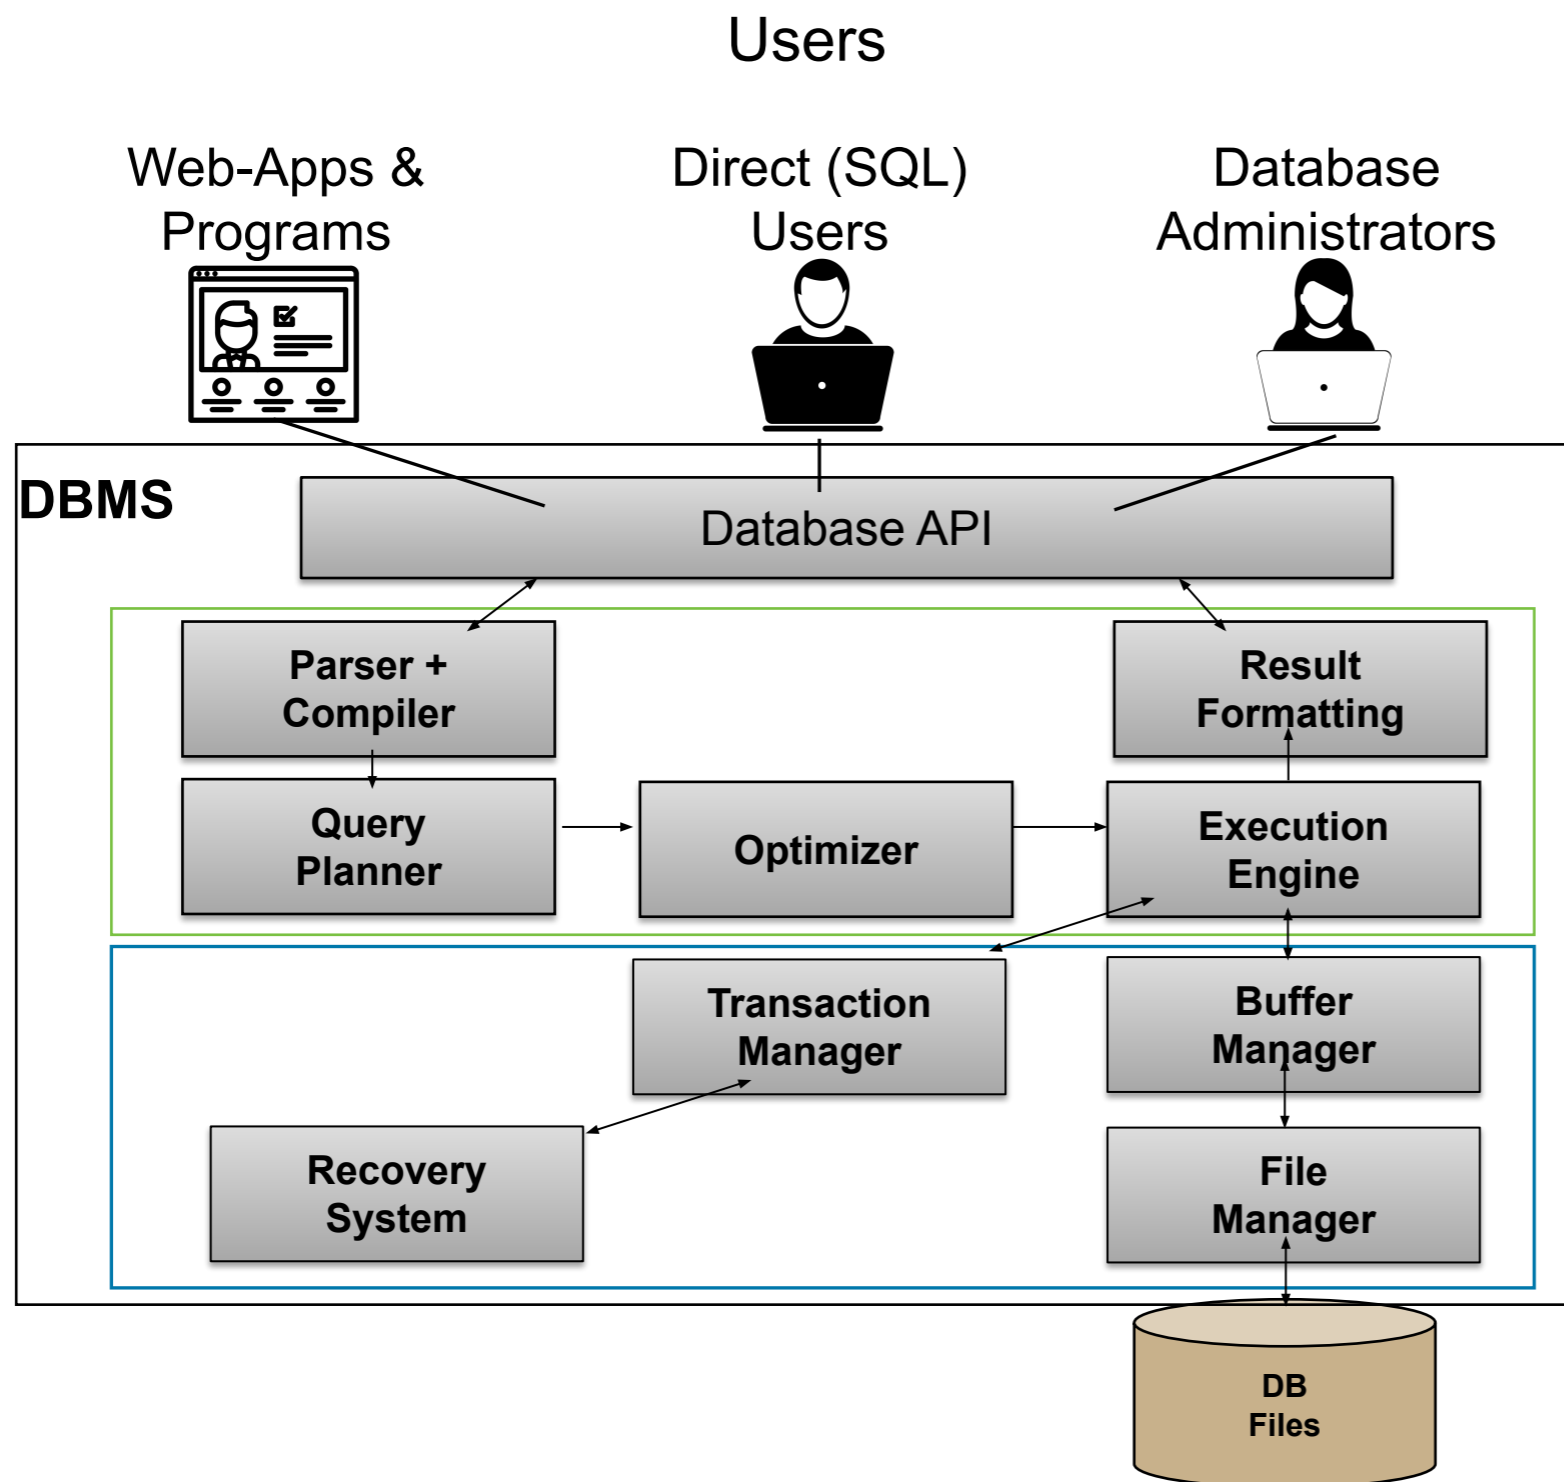 Users
Web-Apps &
Programs
Direct (SQL)
Users
Database
Administrators
DBMS
Database API
Parser +
Compiler
Result
Formatting
Query
Planner
Optimizer
Execution
Engine
Transaction
Manager
Buffer
Manager
Recovery
System
File
Manager
DB
Files